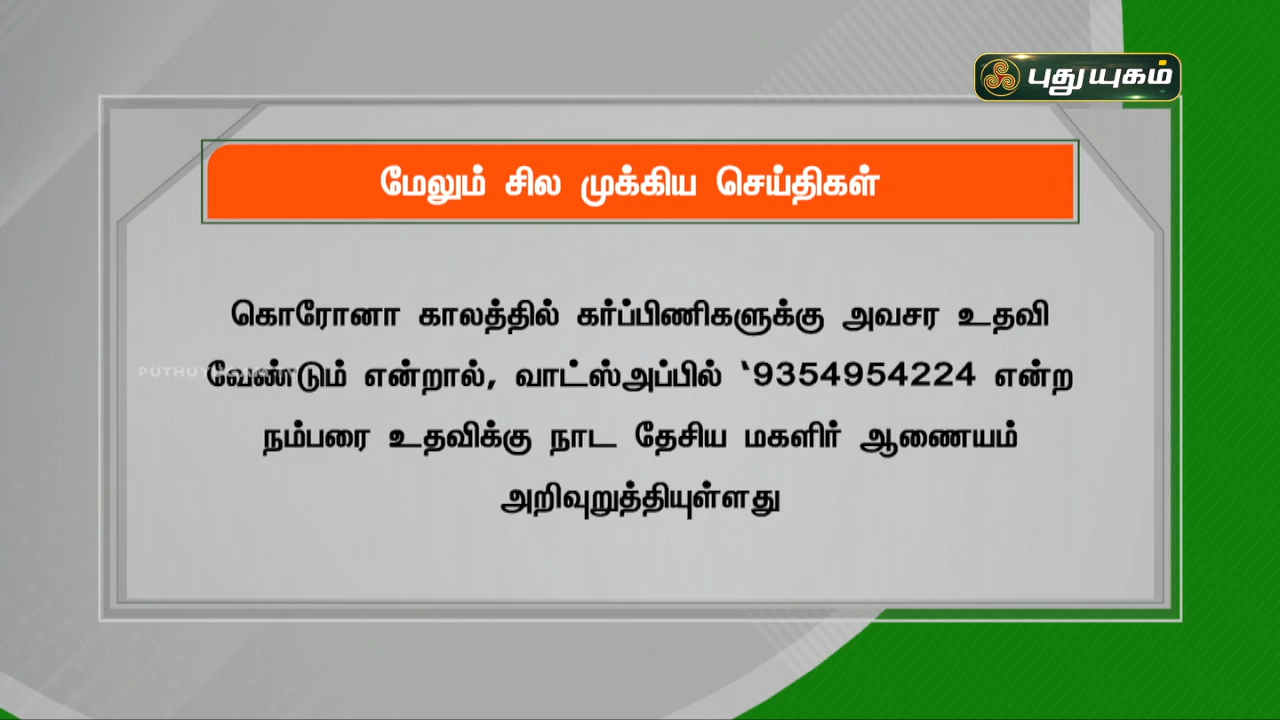 புதுயுகம்
மேலும் சில முக்கிய செய்திகள்
கொரோனா காலத்தில் கர்ப்பிணிகளுக்கு அவசர உதவி
வேண்டும் என்றால், வாட்ஸ்அப்பில் ‘9354954224 என்ற
நம்பரை உதவிக்கு நாட தேசிய மகளிர் ஆணையம்
அறிவுறுத்தியுள்ளது